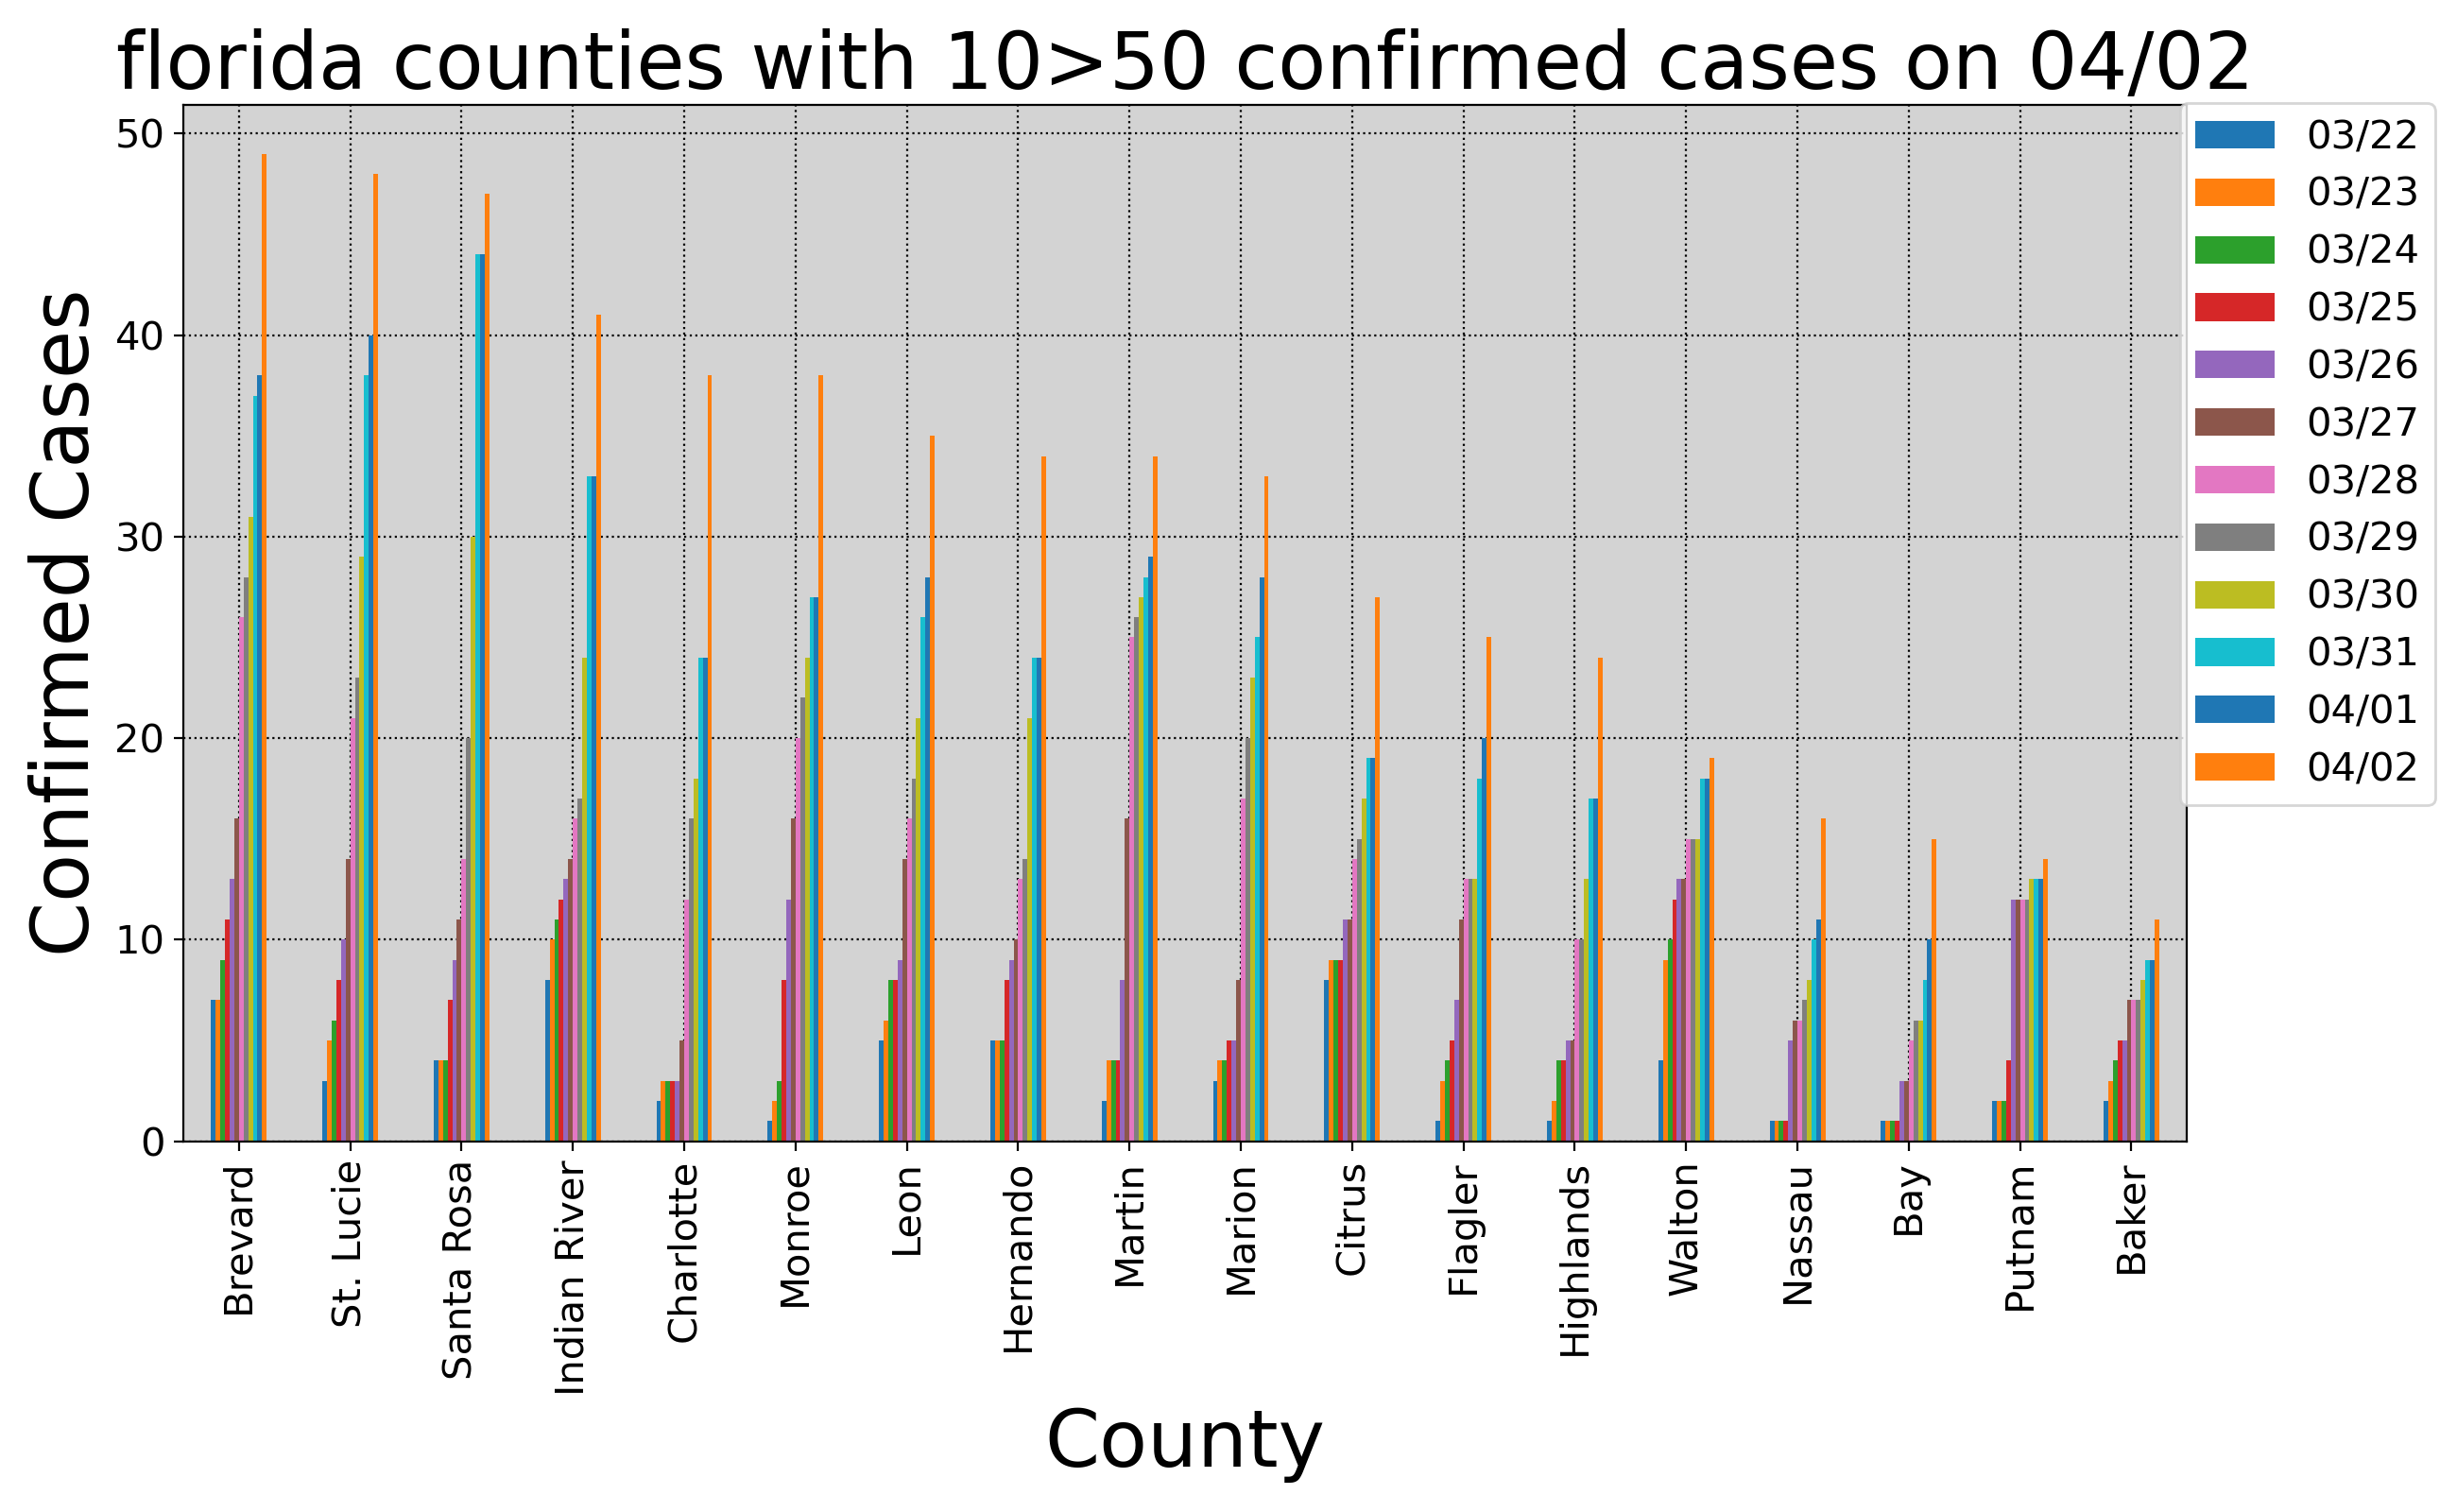 florida counties with 10>50 confirmed cases on 04/02
Confirmed Cases
50
40
30
20
10
0
03/22
03/23
03/24
03/25
03/26
03/27
03/28
03/29
03/30
03/31
04/01
04/02
Brevard
St. Lucie
Santa Rosa
Indian River
Charlotte
Monroe
Leon
Hernando
Martin
Marion
Citrus
Flagler
Highlands
Walton
Nassau
Bay
Putnam
Baker
County